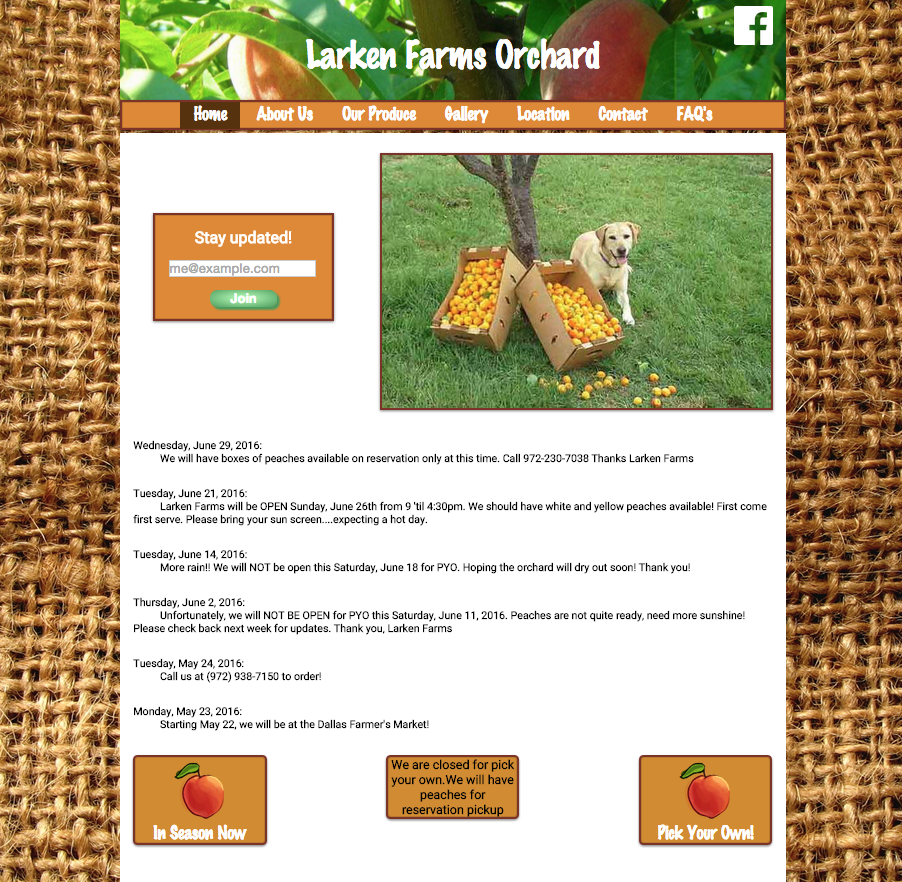 Larken Farms Orchard
Home About Us Our Produce Gallery Location Contact FAQ's
Stay updated!
me@example.com
Join
Wednesday, June 29, 2016:
We will have boxes of peaches available on reservation only at this time. Call 972-230-7038 Thanks Larken Farms
Tuesday, June 21, 2016:
Larken Farms will be OPEN Sunday, June 26th from 9 'til 4:30pm. We should have white and yellow peaches available! First come
first serve. Please bring your sun screen....expecting a hot day.
Tuesday, June 14, 2016:
More rain!! We will NOT be open this Saturday, June 18 for PYO. Hoping the orchard will dry out soon! Thank you!
Thursday, June 2, 2016:
Unfortunately, we will NOT BE OPEN for PYO this Saturday, June 11, 2016. Peaches are not quite ready, need more sunshine!
Please check back next week for updates. Thank you, Larken Farms
Tuesday, May 24, 2016:
Call us at (972) 938-7150 to order!
Monday, May 23, 2016:
Starting May 22, we will be at the Dallas Farmer's Market!
In Season Now
We are closed for pick
your own.We will have
peaches for
reservation pickup
Pick Your Own!